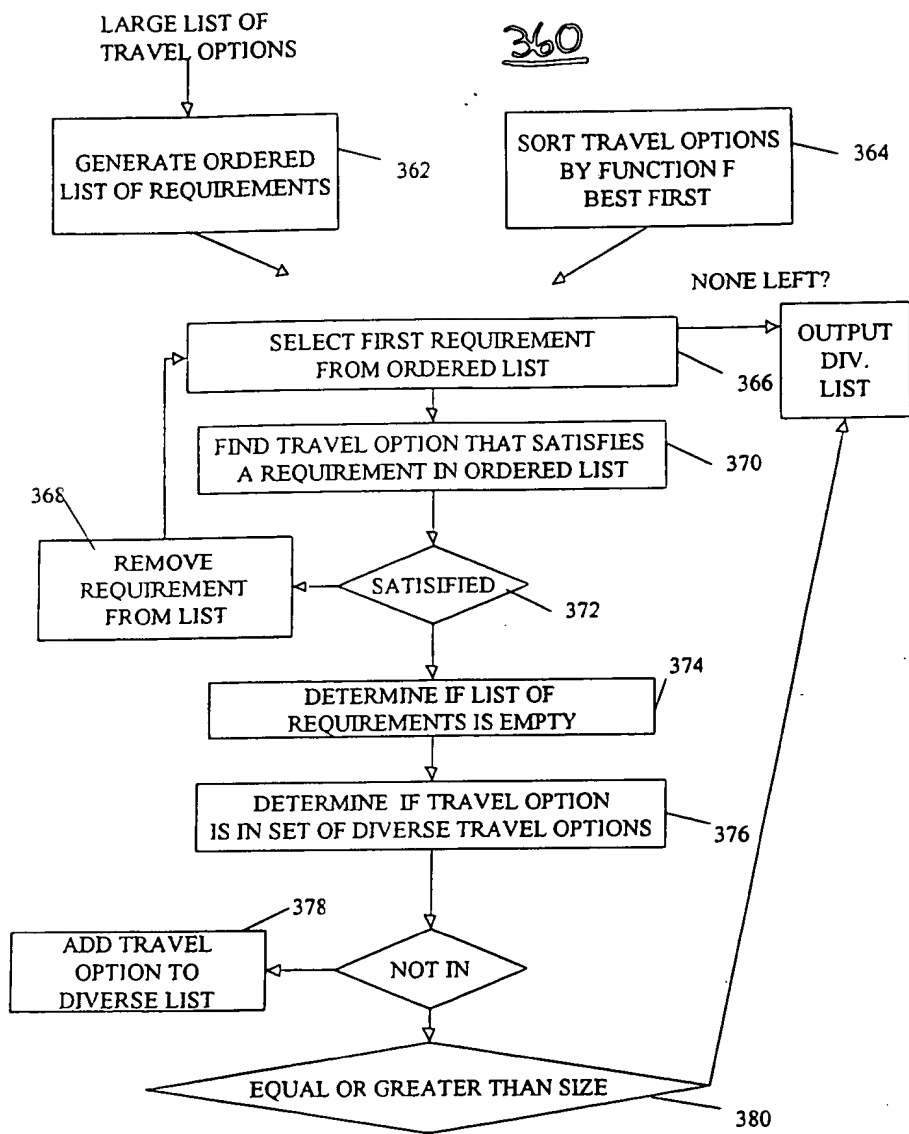 LARGE LIST OF
TRAVEL OPTIONS
360
GENERATE ORDERED
LIST OF REQUIREMENTS
362
SORT TRAVEL OPTIONS
BY FUNCTION F
BEST FIRST
364
NONE LEFT?
SELECT FIRST REQUIREMENT
FROM ORDERED LIST
366
OUTPUT
DIV.
LIST
FIND TRAVEL OPTION THAT SATISFIES
A REQUIREMENT IN ORDERED LIST
370
368
REMOVE
REQUIREMENT
FROM LIST
SATISIFIED
372
DETERMINE IF LIST OF
REQUIREMENTS IS EMPTY
374
DETERMINE IF TRAVEL OPTION
IS IN SET OF DIVERSE TRAVEL OPTIONS
376
378
ADD TRAVEL
OPTION TO
DIVERSE LIST
NOT IN
EQUAL OR GREATER THAN SIZE
380